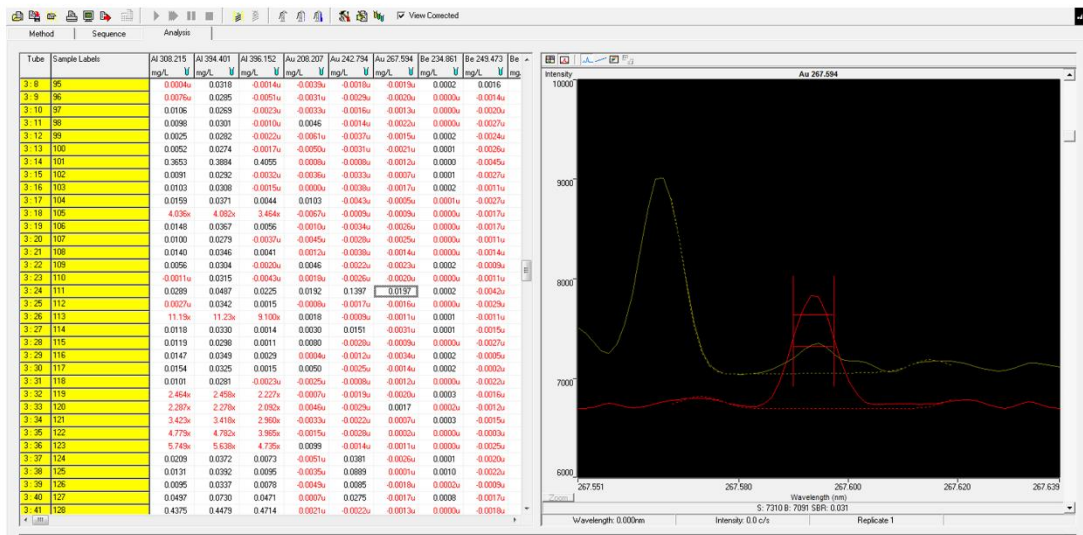 View Corrected
Method Sequence Analysis
Tube Sample Labels Al 308.215 Al 394.401 Al 396.152 Au 208.207 Au 242.794 Au 267.594 Be 234.861 Be 249.473 Be
mg/L mg/L mg/L mg/L mg/L mg/L mg/L mg/L mg
3 : 8 95 0.0004u 0.0318 -0.0014u -0.0039u -0.0018u -0.0019u 0.0002 0.0016
3 : 9 96 0.0076u 0.0285 -0.0051u -0.0031u -0.0029u -0.0020u 0.0000u -0.0014u
3 : 10 97 0.0106 0.0269 -0.0023u -0.0033u -0.0016u -0.0013u 0.0000u -0.0020u
3 : 11 98 0.0098 0.0301 -0.0010u 0.0046 -0.0014u -0.0022u 0.0000u -0.0027u
3 : 12 99 0.0025 0.0282 -0.0022u -0.0061u -0.0037u -0.0015u 0.0002 -0.0024u
3 : 13 100 0.0052 0.0274 -0.0017u -0.0050u -0.0031u -0.0021u 0.0001 -0.0026u
3 : 14 101 0.3653 0.3884 0.4055 0.0008u -0.0008u -0.0012u 0.0000 -0.0045u
3 : 15 102 0.0091 0.0292 -0.0032u -0.0036u -0.0033u -0.0007u 0.0001 -0.0027u
3 : 16 103 0.0103 0.0308 -0.0015u 0.0000u -0.0038u -0.0017u 0.0002 -0.0011u
3 : 17 104 0.0159 0.0371 0.0044 0.0103 -0.0043u -0.0005u 0.0001u -0.0027u
3 : 18 105 4.036x 4.082x 3.464x -0.0067u -0.0009u -0.0009u 0.0000u -0.0017u
3 : 19 106 0.0148 0.0367 0.0056 -0.0010u -0.0034u -0.0026u 0.0000u -0.0017u
3 : 20 107 0.0100 0.0279 -0.0037u -0.0045u -0.0028u -0.0025u 0.0000u -0.0011u
3 : 21 108 0.0140 0.0346 0.0041 0.0012u -0.0038u -0.0014u 0.0000u -0.0014u
3 : 22 109 0.0056 0.0304 -0.0020u 0.0046 -0.0022u -0.0023u 0.0002 -0.0009u
3 : 23 110 -0.0011u 0.0315 -0.0043u 0.0018u -0.0026u -0.0020u 0.0000u -0.0011u
3 : 24 111 0.0289 0.0487 0.0225 0.0192 0.1397 0.0197 0.0002 -0.0042u
3 : 25 112 0.0027u 0.0342 0.0015 -0.0008u -0.0017u -0.0016u 0.0000u -0.0029u
3 : 26 113 11.19x 11.23x 9.100x 0.0018 -0.0009u -0.0011u 0.0001 -0.0011u
3 : 27 114 0.0118 0.0330 0.0014 0.0030 0.0151 -0.0031u 0.0001 -0.0015u
3 : 28 115 0.0119 0.0298 0.0011 0.0080 -0.0028u -0.0009u 0.0000u -0.0027u
3 : 29 116 0.0147 0.0349 0.0029 0.0004u -0.0012u -0.0034u 0.0002 -0.0005u
3 : 30 117 0.0154 0.0325 0.0015 0.0050 -0.0025u -0.0014u 0.0002 -0.0002u
3 : 31 118 0.0101 0.0281 -0.0023u -0.0025u -0.0008u -0.0012u 0.0000u -0.0022u
3 : 32 119 2.464x 2.458x 2.227x -0.0007u -0.0019u -0.0020u 0.0003 -0.0016u
3 : 33 120 2.287x 2.278x 2.092x 0.0046u -0.0029u 0.0017 0.0002u -0.0012u
3 : 34 121 3.423x 3.418x 2.960x -0.0033u -0.0022u 0.0007u 0.0003 -0.0015u
3 : 35 122 4.779x 4.782x 3.965x -0.0015u -0.0028u 0.0002u 0.0000u -0.0003u
3 : 36 123 5.749x 5.638x 4.735x 0.0099 -0.0014u -0.0011u 0.0000u -0.0025u
3 : 37 124 0.0209 0.0372 0.0073 -0.0051u 0.0381 -0.0026u 0.0001 -0.0020u
3 : 38 125 0.0131 0.0392 0.0095 -0.0035u 0.0889 0.0001u 0.0010 -0.0022u
3 : 39 126 0.0095 0.0337 0.0078 -0.0049u 0.0085 -0.0018u 0.0002u -0.0009u
3 : 40 127 0.0497 0.0730 0.0471 0.0007u 0.0275 -0.0017u 0.0008 -0.0017u
3 : 41 128 0.4375 0.4479 0.4714 0.0021u -0.0022u -0.0013u 0.0000u -0.0018u
Intensity Au 267.594
10000
9000
8000
7000
6000
267.551 267.580 267.600 267.620 267.639
Zoom Wavelength (nm)
S: 7310 B: 7091 SBR: 0.031
Wavelength: 0.000nm Intensity: 0.0 c/s Replicate 1